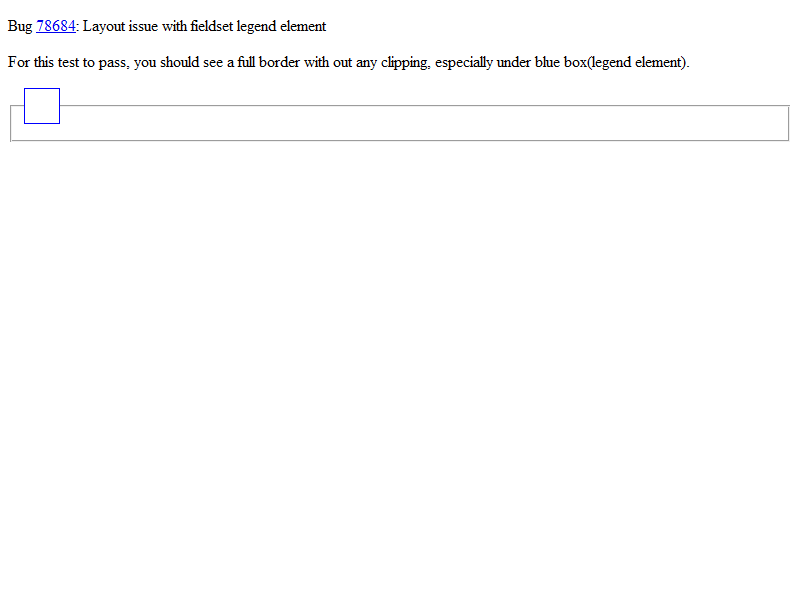 Bug 78684: Layout issue with fieldset legend element
For this test to pass, you should see a full border with out any clipping, especially under blue box(legend element).